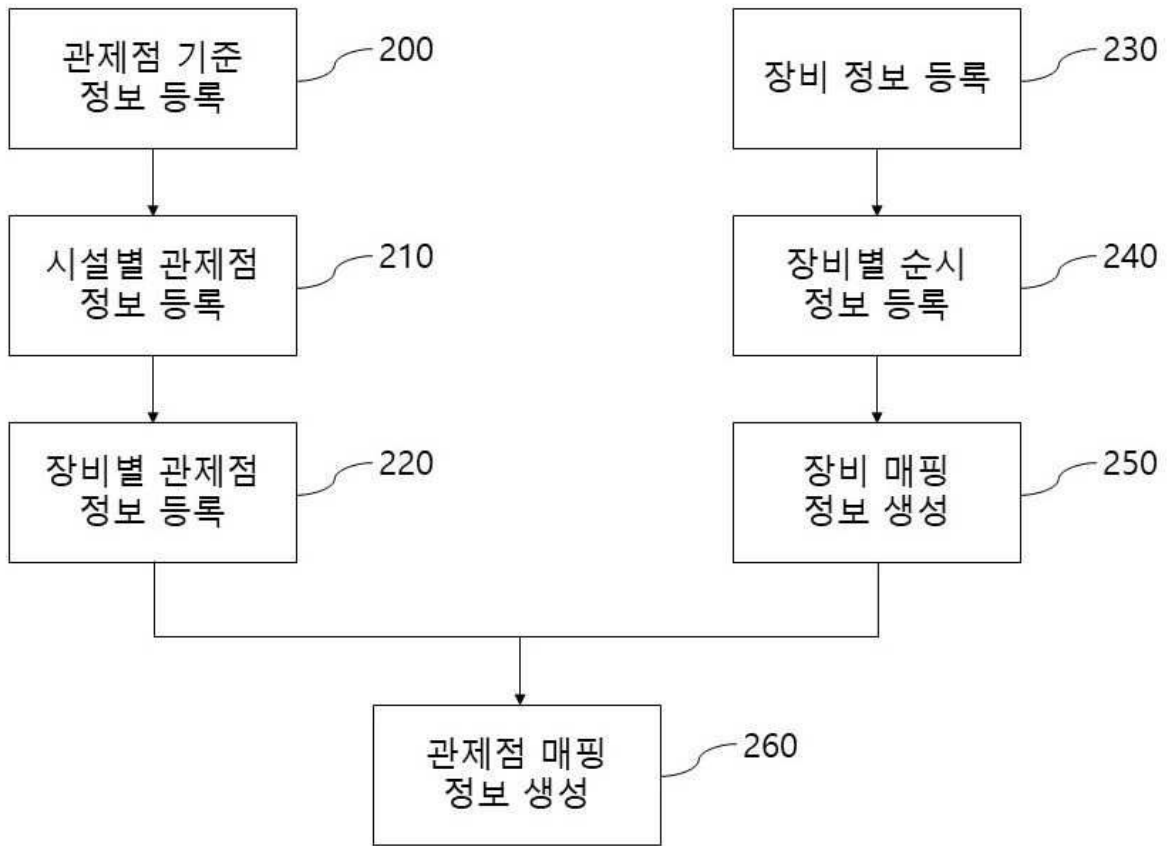 관제점 기준
정보 등록
200
시설별 관제점
정보 등록
210
장비별 관제점
정보 등록
220
장비 정보 등록
230
장비별 순시
정보 등록
240
장비 매핑
정보 생성
250
관제점 매핑
정보 생성
260